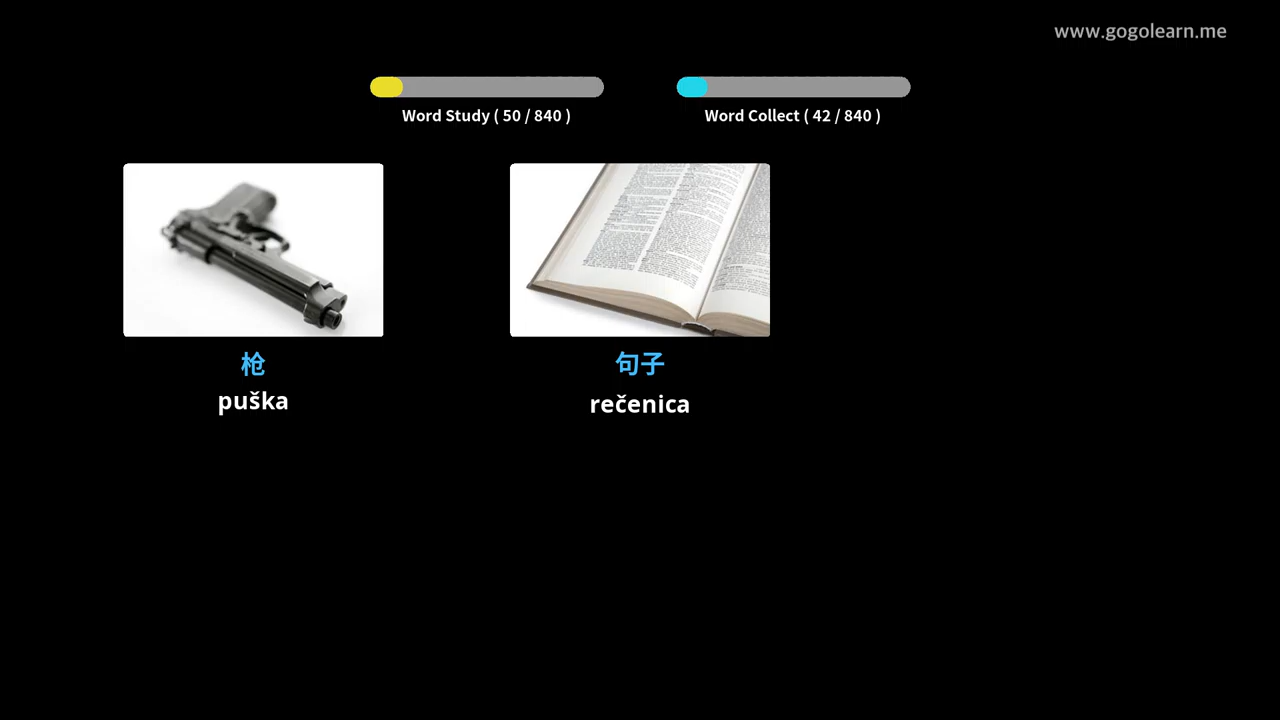 www.gogolearn.me
Word Study ( 50 / 840 )
Word Collect ( 42 / 840 )
枪
puška
句子
rečenica